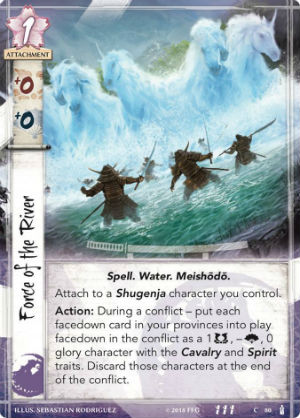 1
ATTACHMENT
+0
+0
Force of the River
Spell. Water. Meishōdō.
Attach to a Shugenja character you control.
Action: During a conflict – put each
facedown card in your provinces into play
facedown in the conflict as a 1, –, 0
glory character with the Cavalry and Spirit
traits. Discard those characters at the end
of the conflict.
ILLUS. SEBASTIAN RODRIGUEZ
© 2018 FFG
C 80